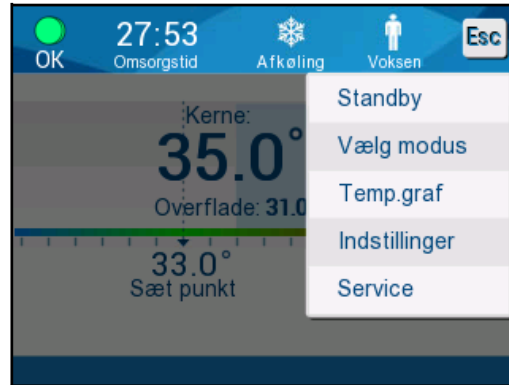 OK
27:53
Omsorgstid
Afkøling
Voksen
Esc
Kerne:
35.0°
Overflade: 31.0
33.0°
Sæt punkt
Standby
Vælg modus
Temp.graf
Indstillinger
Service